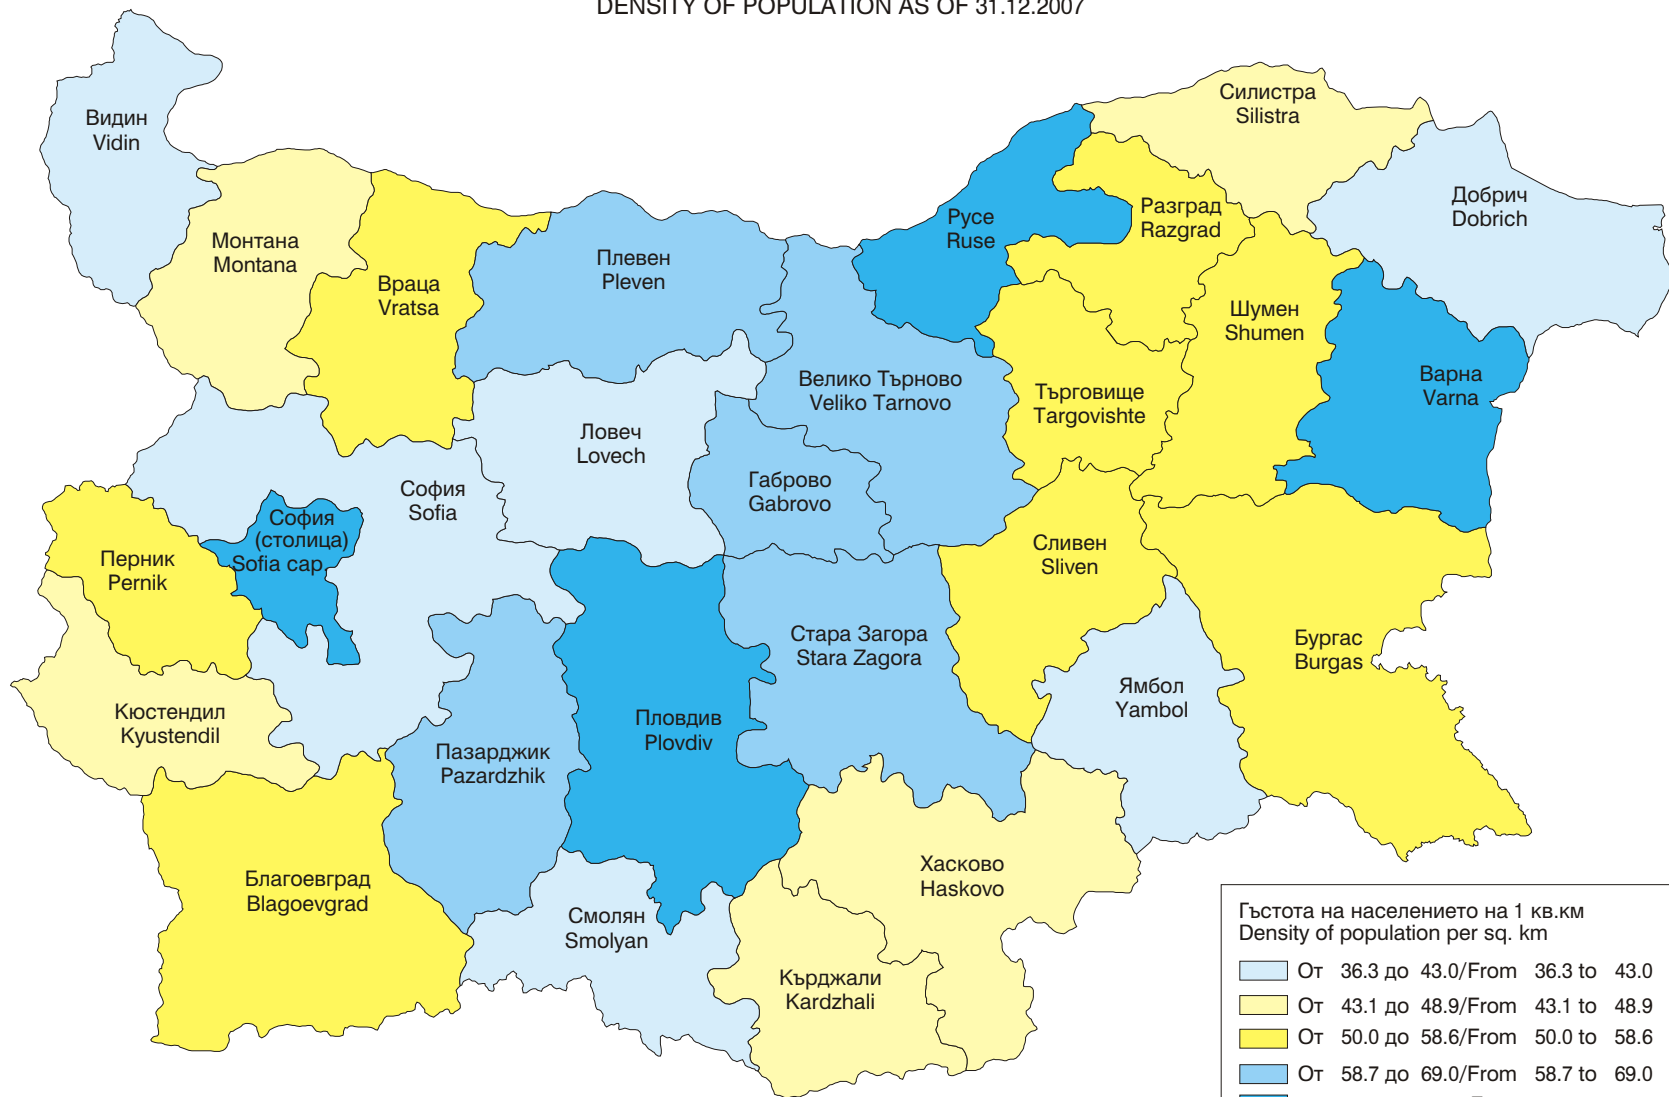 DENSITY OF POPULATION AS OF 31.12.2007
Видин
Vidin
Силистра
Silistra
Добрич
Dobrich
Монтана
Montana
Враца
Vratsa
Плевен
Pleven
Русе
Ruse
Разград
Razgrad
Шумен
Shumen
Варна
Varna
Велико Търново
Veliko Tarnovo
Търговище
Targovishte
Ловеч
Lovech
Габрово
Gabrovo
София
Sofia
София
(столица)
Sofia cap.
Перник
Pernik
Сливен
Sliven
Стара Загора
Stara Zagora
Бургас
Burgas
Ямбол
Yambol
Кюстендил
Kyustendil
Пазарджик
Pazardzhik
Пловдив
Plovdiv
Благоевград
Blagoevgrad
Смолян
Smolyan
Хасково
Haskovo
Кърджали
Kardzhali
Гъстота на населението на 1 кв.км
Density of population per sq. km
От 36.3 до 43.0/From 36.3 to 43.0
От 43.1 до 48.9/From 43.1 to 48.9
От 50.0 до 58.6/From 50.0 to 58.6
От 58.7 до 69.0/From 58.7 to 69.0